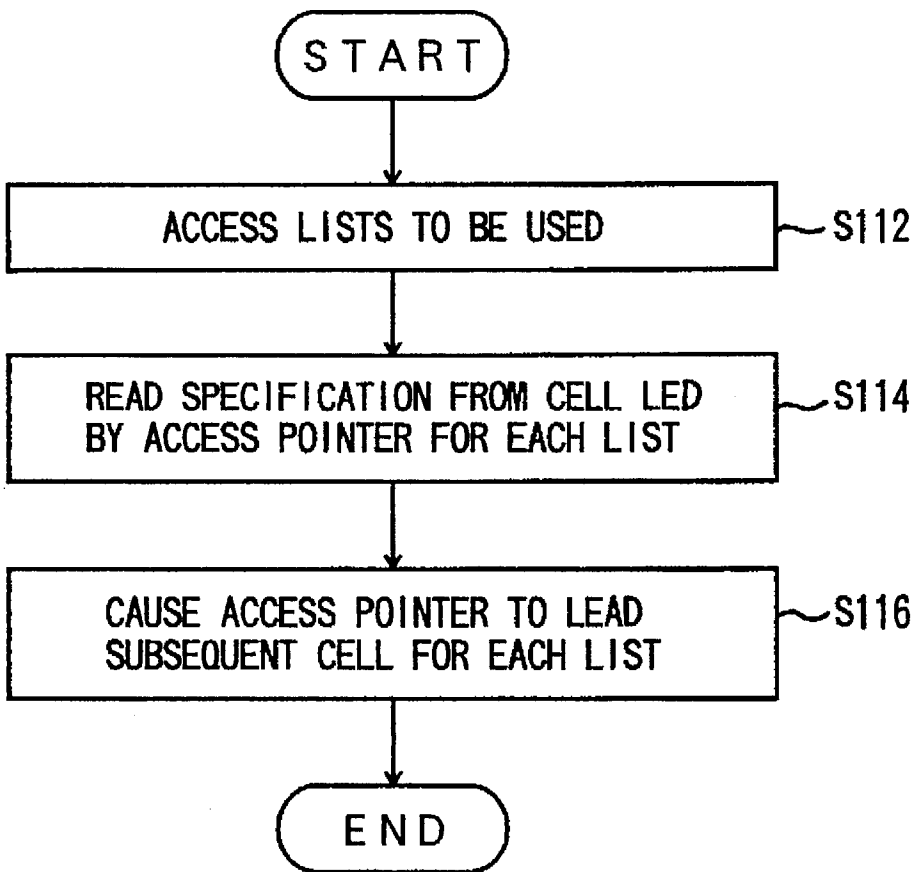 START
ACCESS LISTS TO BE USED
S112
READ SPECIFICATION FROM CELL LED
BY ACCESS POINTER FOR EACH LIST
S114
CAUSE ACCESS POINTER TO LEAD
SUBSEQUENT CELL FOR EACH LIST
S116
END